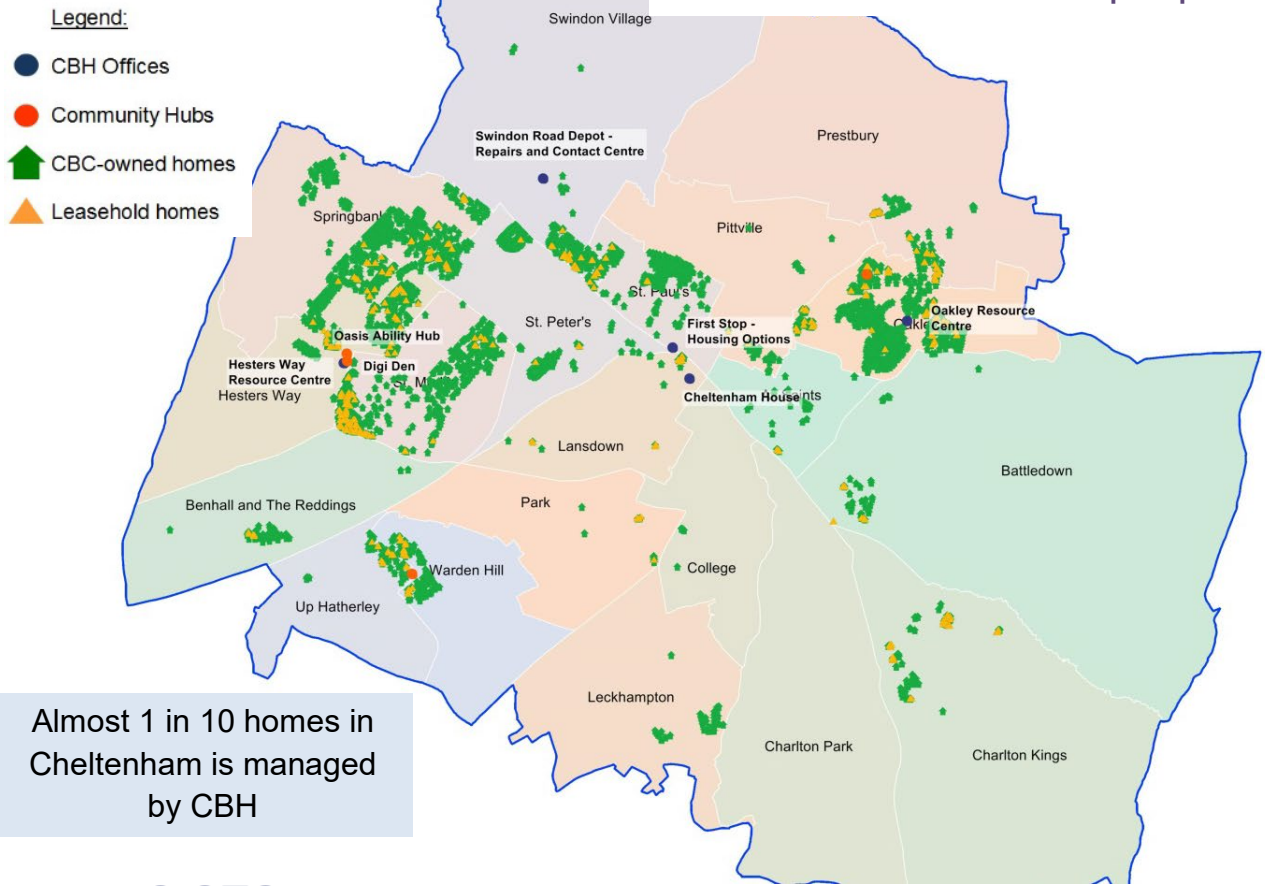 Legend:
CBH Offices
Community Hubs
CBC-owned homes
Leasehold homes
Swindon Village
Prestbury
Swindon Road Depot -
Repairs and Contact Centre
Pittville
St. Paul's
St. Peter's
First Stop -
Housing Options
Oakley Resource
Centre
Oasis Ability Hub
Digi Den
Hesters Way
Resource Centre
Hesters Way
Cheltenham House
Lansdown
Battledown
Benhall and The Reddings
Park
College
Warden Hill
Up Hatherley
Leckhampton
Charlton Park
Charlton Kings
Almost 1 in 10 homes in
Cheltenham is managed
by CBH